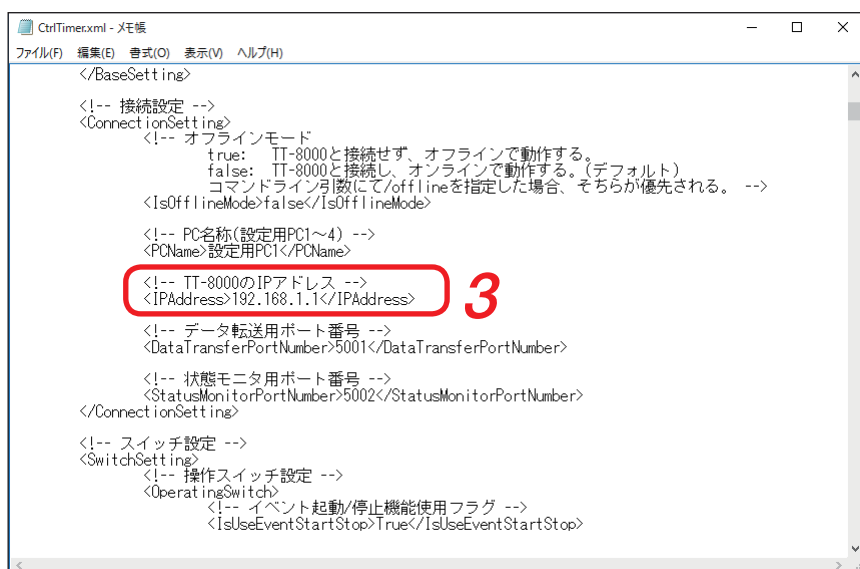 CtrlTimer.xml - メモ帳
ファイル(F) 編集(E) 書式(O) 表示(V) ヘルプ(H)
</BaseSetting>
<!-- 接続設定 -->
<ConnectionSetting>
<!-- オフラインモード
true: TT-8000と接続せず、オフラインで動作する。
false: TT-8000と接続し、オンラインで動作する。(デフォルト)
コマンドライン引数にて/offlineを指定した場合、そちらが優先される。 -->
<IsOfflineMode>false</IsOfflineMode>
<!-- PC名称(設定用PC1～4) -->
<PCName>設定用PC1</PCName>
<!-- TT-8000のIPアドレス -->
<IPAddress>192.168.1.1</IPAddress>
3
<!-- データ転送用ポート番号 -->
<DataTransferPortNumber>5001</DataTransferPortNumber>
<!-- 状態モニタ用ポート番号 -->
<StatusMonitorPortNumber>5002</StatusMonitorPortNumber>
</ConnectionSetting>
<!-- スイッチ設定 -->
<SwitchSetting>
<!-- 操作スイッチ設定 -->
<OperatingSwitch>
<!-- イベント起動/停止機能使用フラグ -->
<IsUseEventStartStop>True</IsUseEventStartStop>